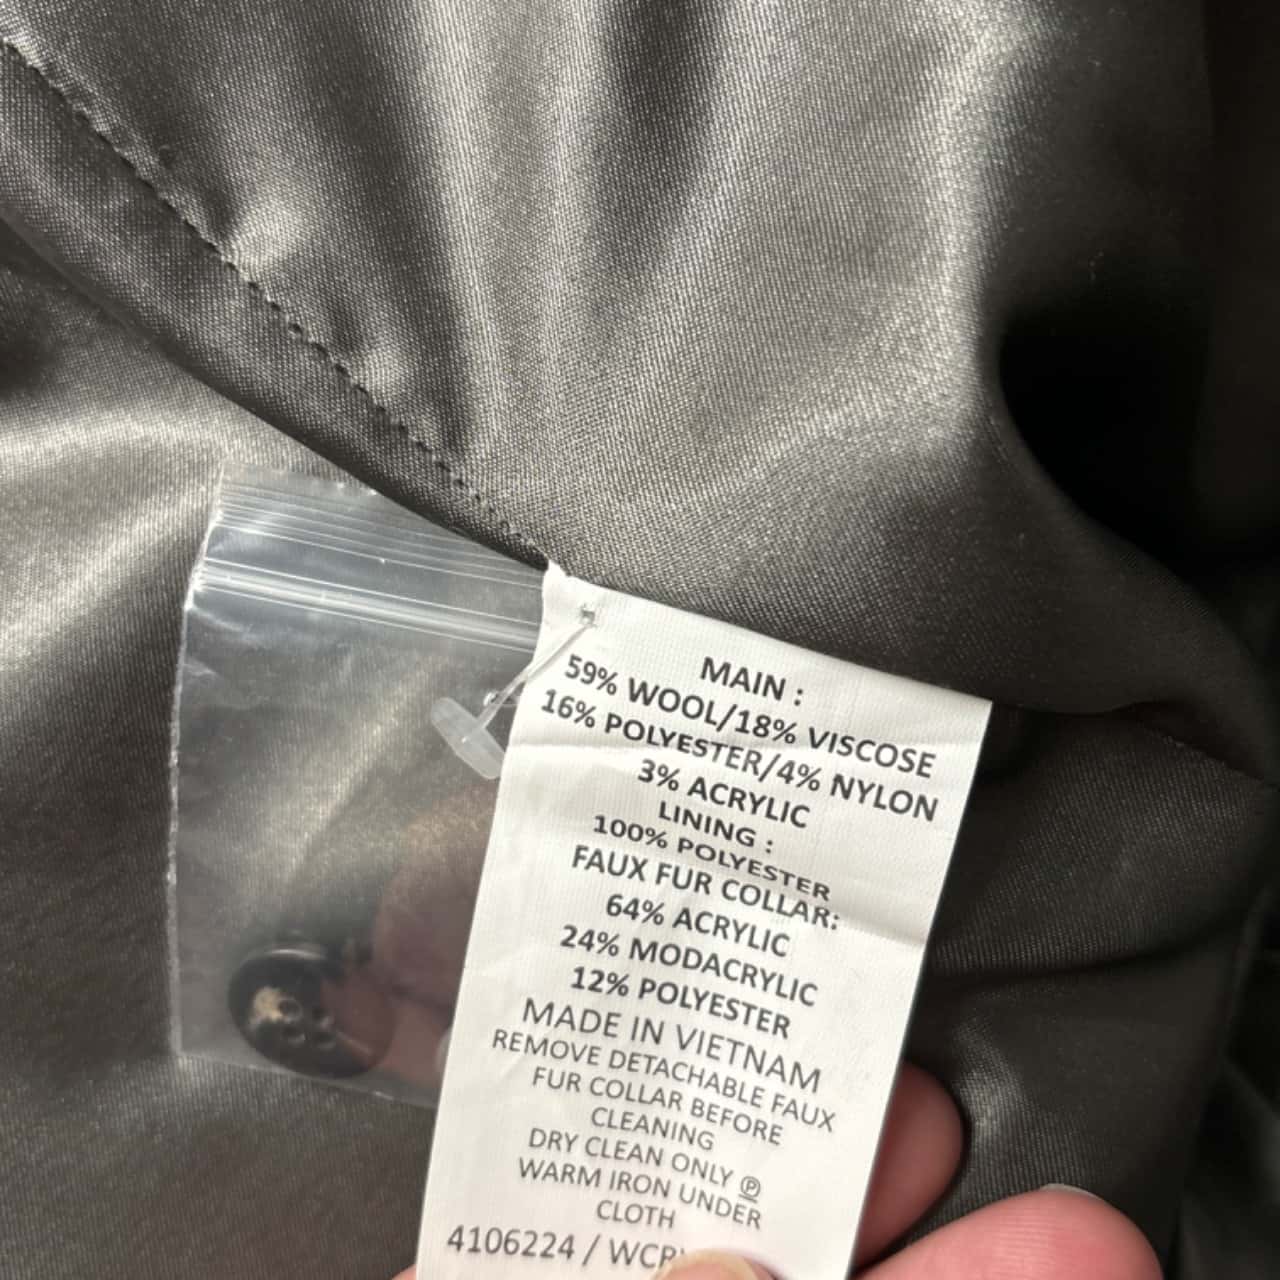 MAIN :
59% WOOL/18% VISCOSE
16% POLYESTER/4% NYLON
3% ACRYLIC
LINING :
100% POLYESTER
FAUX FUR COLLAR:
64% ACRYLIC
24% MODACRYLIC
12% POLYESTER
MADE IN VIETNAM
REMOVE DETACHABLE FAUX
FUR COLLAR BEFORE
CLEANING
DRY CLEAN ONLY Ⓟ
WARM IRON UNDER
CLOTH
4106224 /